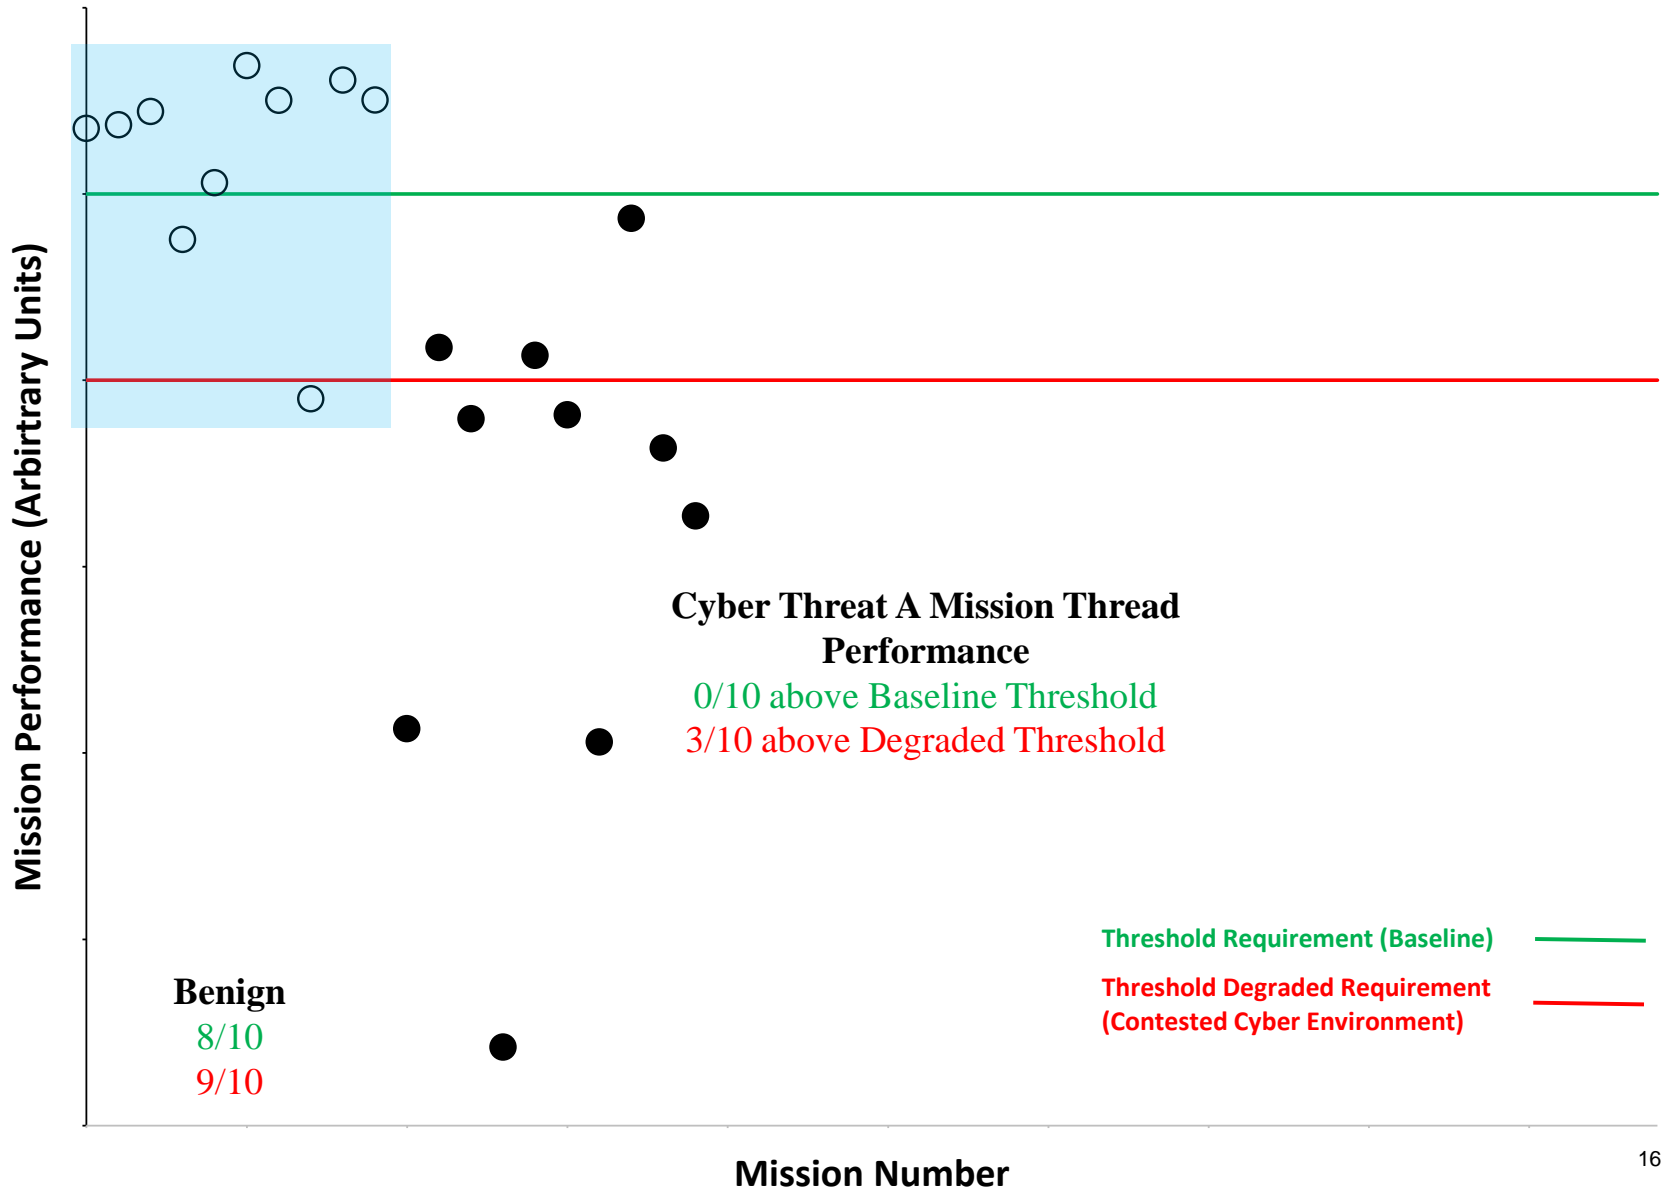 Mission Performance (Arbirtrary Units)
Cyber Threat A Mission Thread
Performance
0/10 above Baseline Threshold
3/10 above Degraded Threshold
Threshold Requirement (Baseline)
Threshold Degraded Requirement
(Contested Cyber Environment)
Benign
8/10
9/10
Mission Number
16